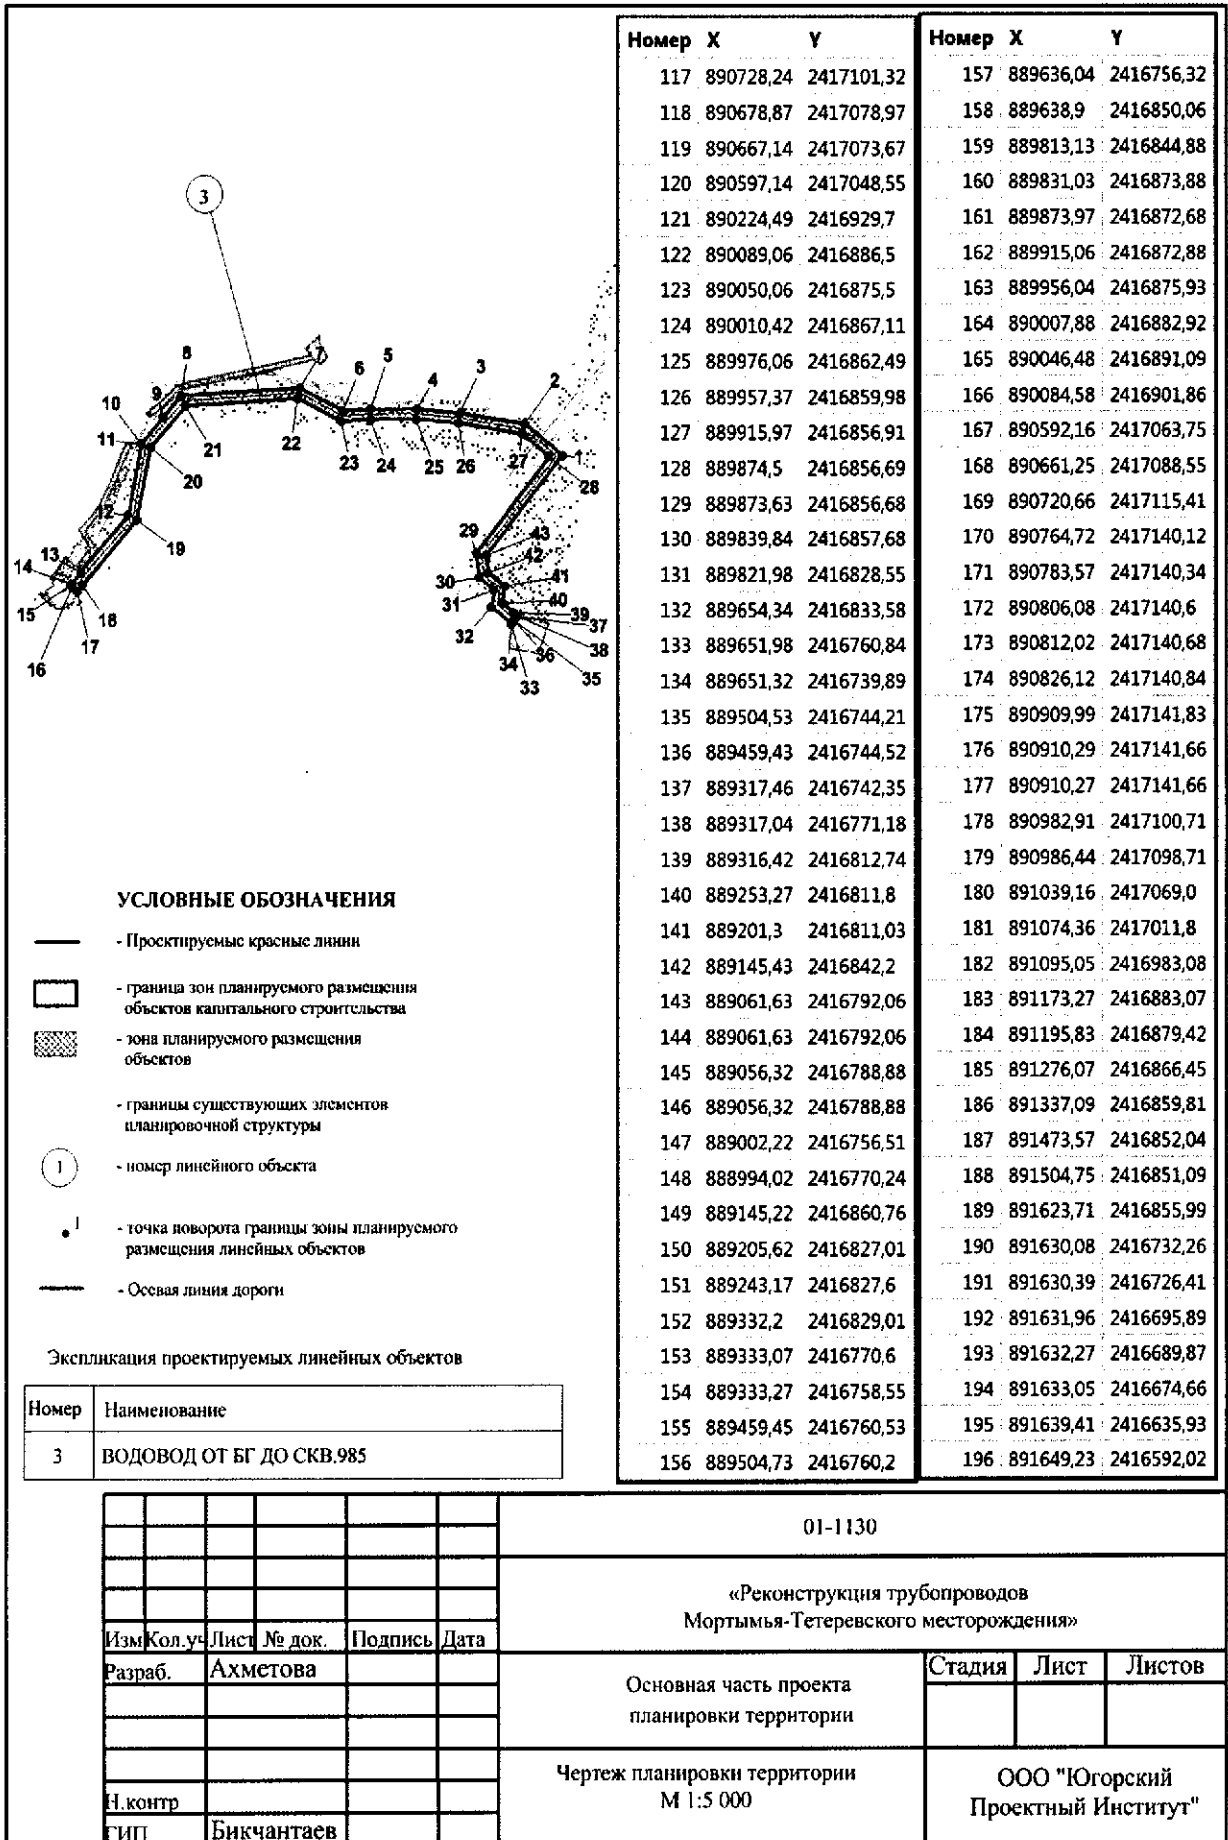 3
8
7
6
5
4
3
2
10
9
11
21
22
23
24
25
26
27
1
28
20
12
19
29
43
42
30
41
31
40
13
14
15
18
17
16
32
39
37
38
34
36
33
35
УСЛОВНЫЕ ОБОЗНАЧЕНИЯ
- Проектируемые красные линии
- граница зон планируемого размещения
объектов капитального строительства
- зона планируемого размещения
объектов
- границы существующих элементов
планировочной структуры
1 - номер линейного объекта
1 - точка поворота границы зоны планируемого
размещения линейных объектов
- Осевая линия дороги
Экспликация проектируемых линейных объектов
Номер Наименование
3 ВОДОВОД ОТ БГ ДО СКВ.985
Номер X Y
117 890728,24 2417101,32
118 890678,87 2417078,97
119 890667,14 2417073,67
120 890597,14 2417048,55
121 890224,49 2416929,7
122 890089,06 2416886,5
123 890050,06 2416875,5
124 890010,42 2416867,11
125 889976,06 2416862,49
126 889957,37 2416859,98
127 889915,97 2416856,91
128 889874,5 2416856,69
129 889873,63 2416856,68
130 889839,84 2416857,68
131 889821,98 2416828,55
132 889654,34 2416833,58
133 889651,98 2416760,84
134 889651,32 2416739,89
135 889504,53 2416744,21
136 889459,43 2416744,52
137 889317,46 2416742,35
138 889317,04 2416771,18
139 889316,42 2416812,74
140 889253,27 2416811,8
141 889201,3 2416811,03
142 889145,43 2416842,2
143 889061,63 2416792,06
144 889061,63 2416792,06
145 889056,32 2416788,88
146 889056,32 2416788,88
147 889002,22 2416756,51
148 888994,02 2416770,24
149 889145,22 2416860,76
150 889205,62 2416827,01
151 889243,17 2416827,6
152 889332,2 2416829,01
153 889333,07 2416770,6
154 889333,27 2416758,55
155 889459,45 2416760,53
156 889504,73 2416760,2
Номер X Y
157 889636,04 2416756,32
158 889638,9 2416850,06
159 889813,13 2416844,88
160 889831,03 2416873,88
161 889873,97 2416872,68
162 889915,06 2416872,88
163 889956,04 2416875,93
164 890007,88 2416882,92
165 890046,48 2416891,09
166 890084,58 2416901,86
167 890592,16 2417063,75
168 890661,25 2417088,55
169 890720,66 2417115,41
170 890764,72 2417140,12
171 890783,57 2417140,34
172 890806,08 2417140,6
173 890812,02 2417140,68
174 890826,12 2417140,84
175 890909,99 2417141,83
176 890910,29 2417141,66
177 890910,27 2417141,66
178 890982,91 2417100,71
179 890986,44 2417098,71
180 891039,16 2417069,0
181 891074,36 2417011,8
182 891095,05 2416983,08
183 891173,27 2416883,07
184 891195,83 2416879,42
185 891276,07 2416866,45
186 891337,09 2416859,81
187 891473,57 2416852,04
188 891504,75 2416851,09
189 891623,71 2416855,99
190 891630,08 2416732,26
191 891630,39 2416726,41
192 891631,96 2416695,89
193 891632,27 2416689,87
194 891633,05 2416674,66
195 891639,41 2416635,93
196 891649,23 2416592,02
01-1130
«Реконструкция трубопроводов
Мортымья-Тетеревского месторождения»
Изм Кол.уч Лист № док. Подпись Дата
Разраб. Ахметова
Основная часть проекта
планировки территории
Стадия Лист Листов
Чертеж планировки территории
М 1:5 000
ООО "Югорский
Проектный Институт"
Н.контр
ГИП Бикчантаев